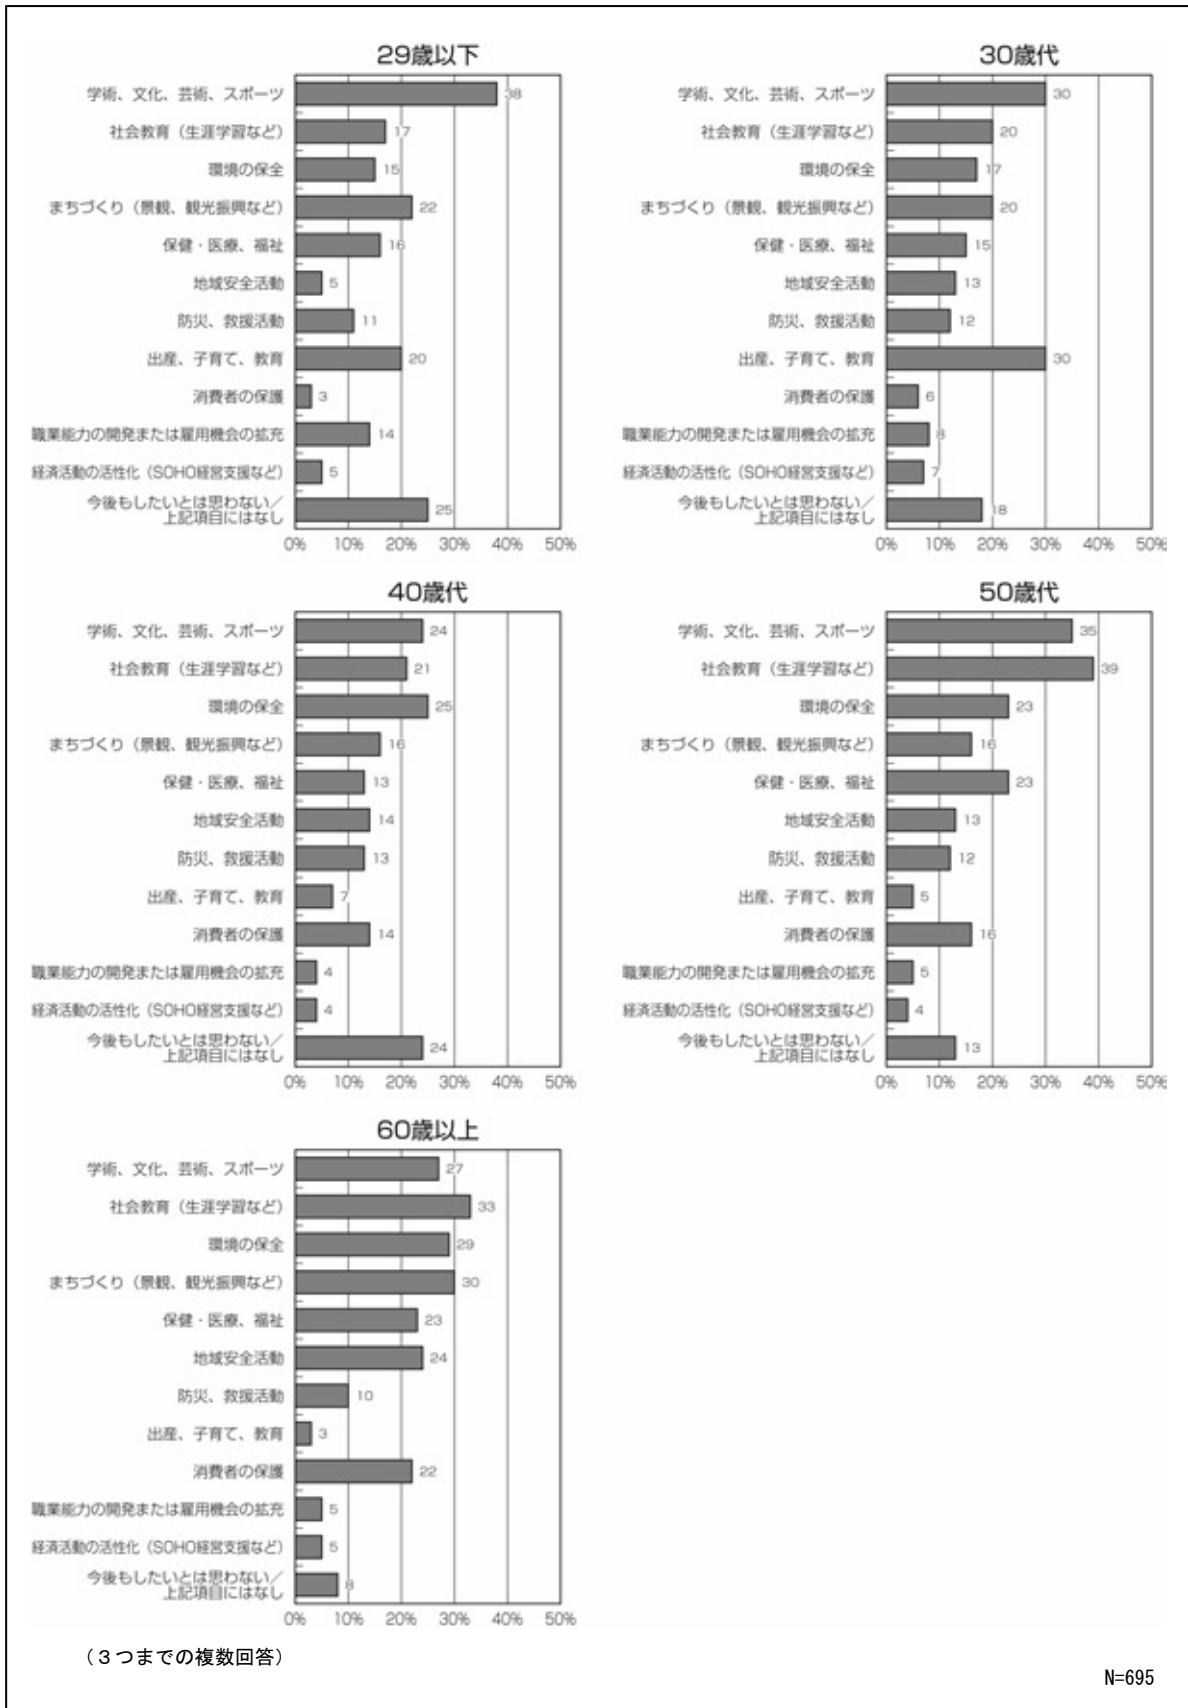 29歳以下
学術、文化、芸術、スポーツ 38
社会教育（生涯学習など） 17
環境の保全 15
まちづくり（景観、観光振興など） 22
保健・医療、福祉 16
地域安全活動 5
防災、救援活動 11
出産、子育て、教育 20
消費者の保護 3
職業能力の開発または雇用機会の拡充 14
経済活動の活性化（SOHO経営支援など） 5
今後もしたいとは思わない／
上記項目にはなし 25
0% 10% 20% 30% 40% 50%
30歳代
学術、文化、芸術、スポーツ 30
社会教育（生涯学習など） 20
環境の保全 17
まちづくり（景観、観光振興など） 20
保健・医療、福祉 15
地域安全活動 13
防災、救援活動 12
出産、子育て、教育 30
消費者の保護 6
職業能力の開発または雇用機会の拡充 8
経済活動の活性化（SOHO経営支援など） 7
今後もしたいとは思わない／
上記項目にはなし 18
0% 10% 20% 30% 40% 50%
40歳代
学術、文化、芸術、スポーツ 24
社会教育（生涯学習など） 21
環境の保全 25
まちづくり（景観、観光振興など） 16
保健・医療、福祉 13
地域安全活動 14
防災、救援活動 13
出産、子育て、教育 7
消費者の保護 14
職業能力の開発または雇用機会の拡充 4
経済活動の活性化（SOHO経営支援など） 4
今後もしたいとは思わない／
上記項目にはなし 24
0% 10% 20% 30% 40% 50%
50歳代
学術、文化、芸術、スポーツ 35
社会教育（生涯学習など） 39
環境の保全 23
まちづくり（景観、観光振興など） 16
保健・医療、福祉 23
地域安全活動 13
防災、救援活動 12
出産、子育て、教育 5
消費者の保護 16
職業能力の開発または雇用機会の拡充 5
経済活動の活性化（SOHO経営支援など） 4
今後もしたいとは思わない／
上記項目にはなし 13
0% 10% 20% 30% 40% 50%
60歳以上
学術、文化、芸術、スポーツ 27
社会教育（生涯学習など） 33
環境の保全 29
まちづくり（景観、観光振興など） 30
保健・医療、福祉 23
地域安全活動 24
防災、救援活動 10
出産、子育て、教育 3
消費者の保護 22
職業能力の開発または雇用機会の拡充 5
経済活動の活性化（SOHO経営支援など） 5
今後もしたいとは思わない／
上記項目にはなし 8
0% 10% 20% 30% 40% 50%
（３つまでの複数回答）
N=695